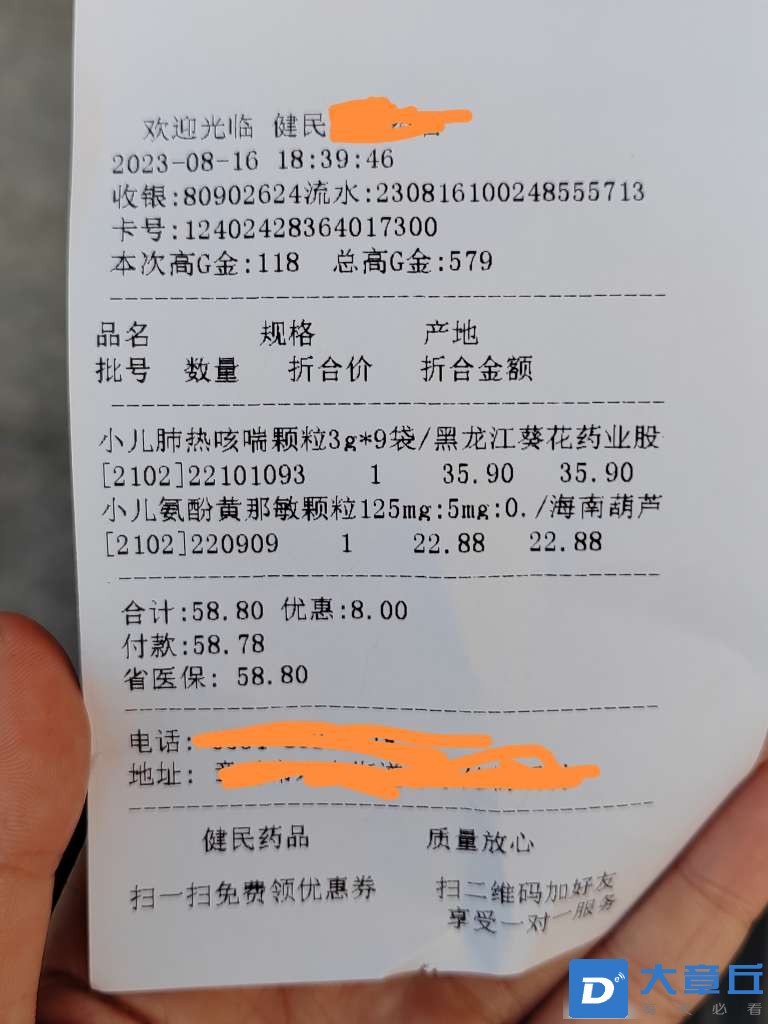 欢迎光临 健民
2023-08-16 18:39:46
收银:80902624流水:230816100248555713
卡号:12402428364017300
本次高G金:118 总高G金:579
品名 规格 产地
批号 数量 折合价 折合金额
小儿肺热咳喘颗粒3g*9袋/黑龙江葵花药业股
[2102]22101093 1 35.90 35.90
小儿氨酚黄那敏颗粒125mg:5mg:0./海南葫芦
[2102]220909 1 22.88 22.88
合计:58.80 优惠:8.00
付款:58.78
省医保: 58.80
电话:
地址:
健民药品 质量放心
扫一扫免费领优惠券 扫二维码加好友
享受一对一服务
D 大章丘
必看